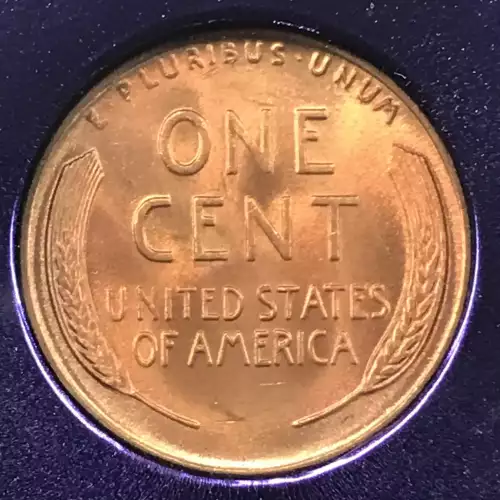 E · PLURIBUS · UNUM
ONE
CENT
UNITED STATES
OF AMERICA